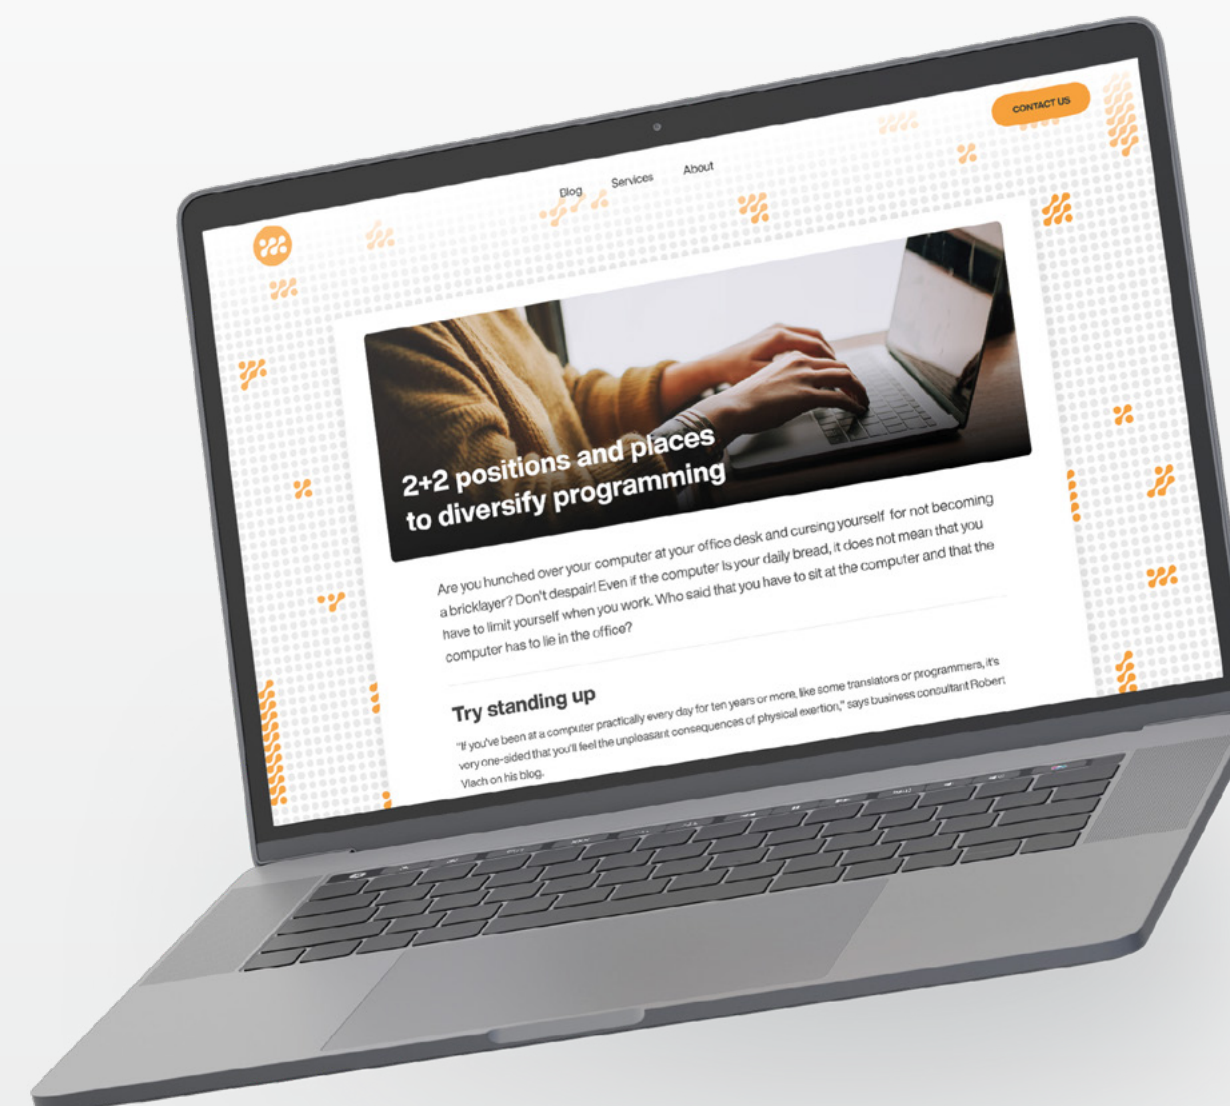 CONTACT US
Blog Services About
2+2 positions and places
to diversify programming
Are you hunched over your computer at your office desk and cursing yourself for not becoming
a bricklayer? Don't despair! Even if the computer is your daily bread, it does not mean that you
have to limit yourself when you work. Who said that you have to sit at the computer and that the
computer has to lie in the office?
Try standing up
"If you've been at a computer practically every day for ten years or more, like some translators or programmers, it's
very one-sided that you'll feel the unpleasant consequences of physical exertion," says business consultant Robert
Vlach on his blog.